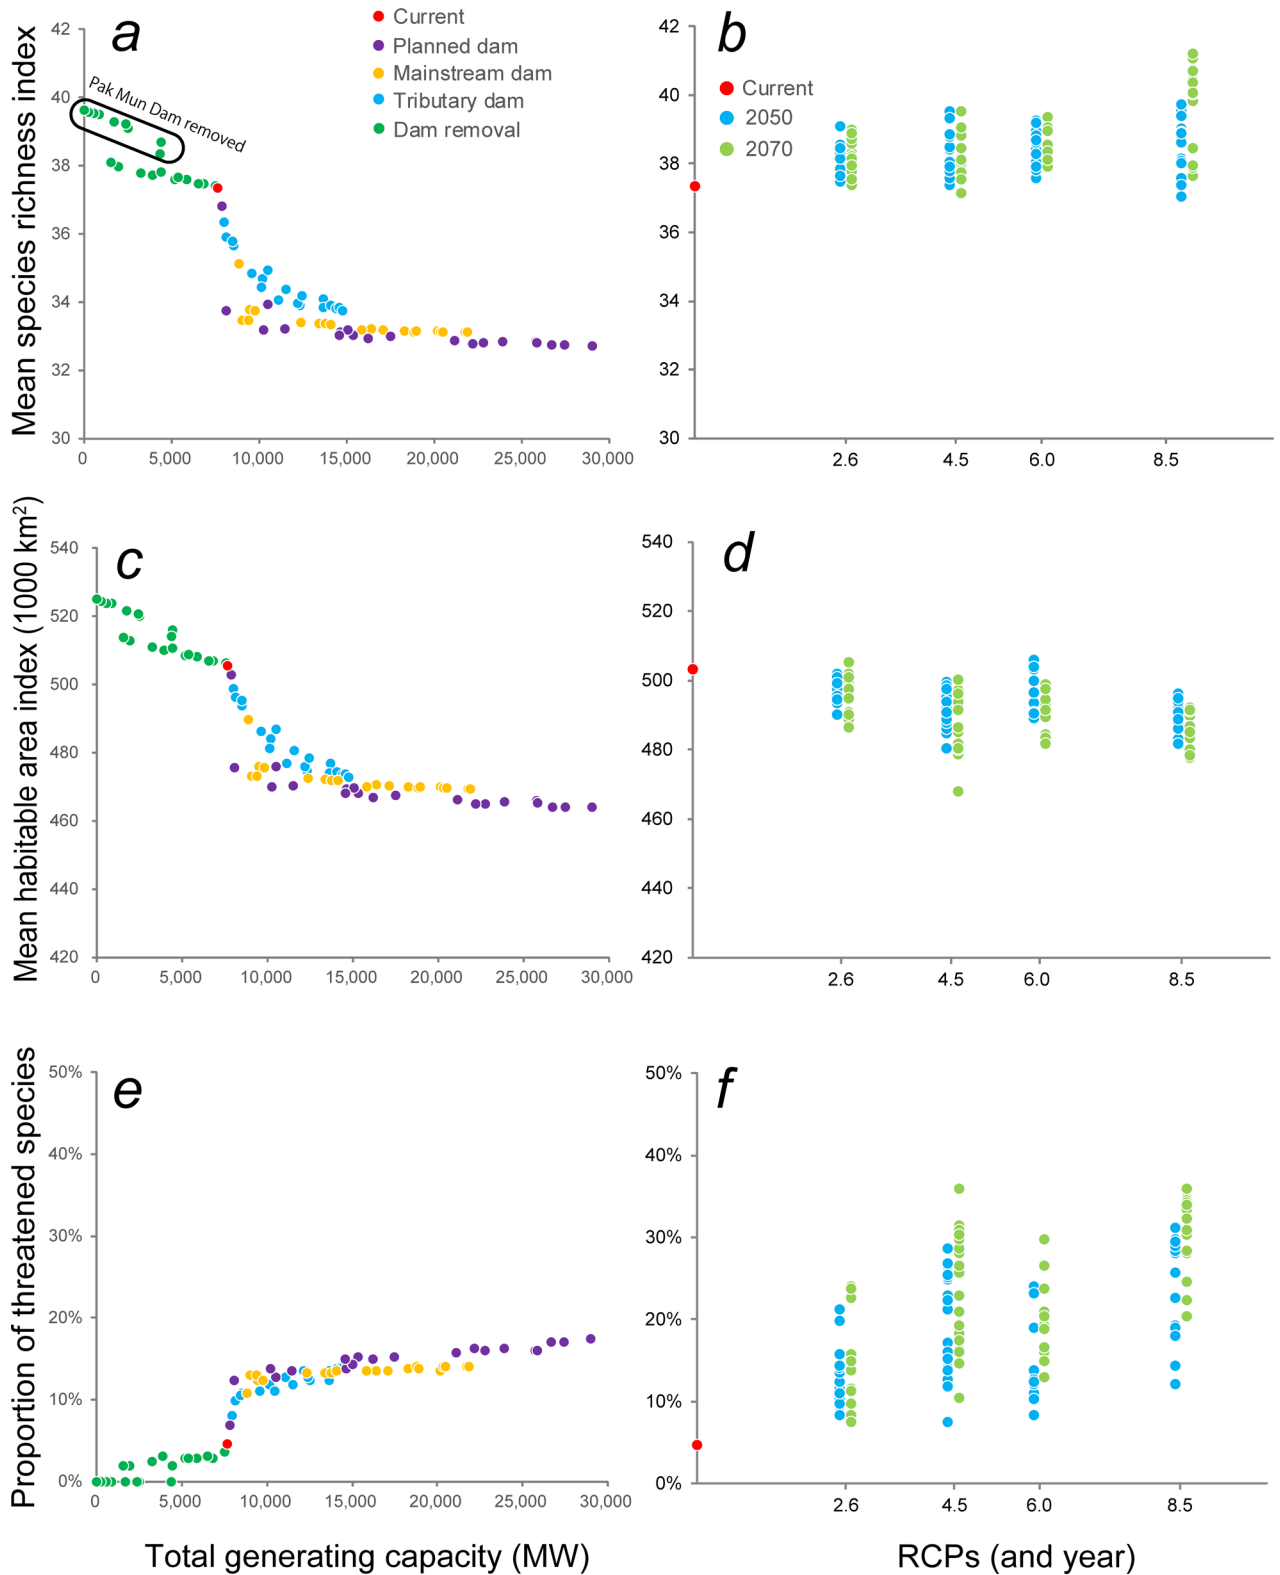 a
Current
Planned dam
Mainstream dam
Tributary dam
Dam removal
Pak Mun Dam removed
Mean species richness index
42
40
38
36
34
32
30
0 5,000 10,000 15,000 20,000 25,000 30,000
b
Current
2050
2070
42
40
38
36
34
32
30
2.6 4.5 6.0 8.5
c
Mean habitable area index (1000 km²)
540
520
500
480
460
440
420
0 5,000 10,000 15,000 20,000 25,000 30,000
d
540
520
500
480
460
440
420
2.6 4.5 6.0 8.5
e
Proportion of threatened species
50%
40%
30%
20%
10%
0%
0 5,000 10,000 15,000 20,000 25,000 30,000
Total generating capacity (MW)
f
50%
40%
30%
20%
10%
0%
2.6 4.5 6.0 8.5
RCPs (and year)